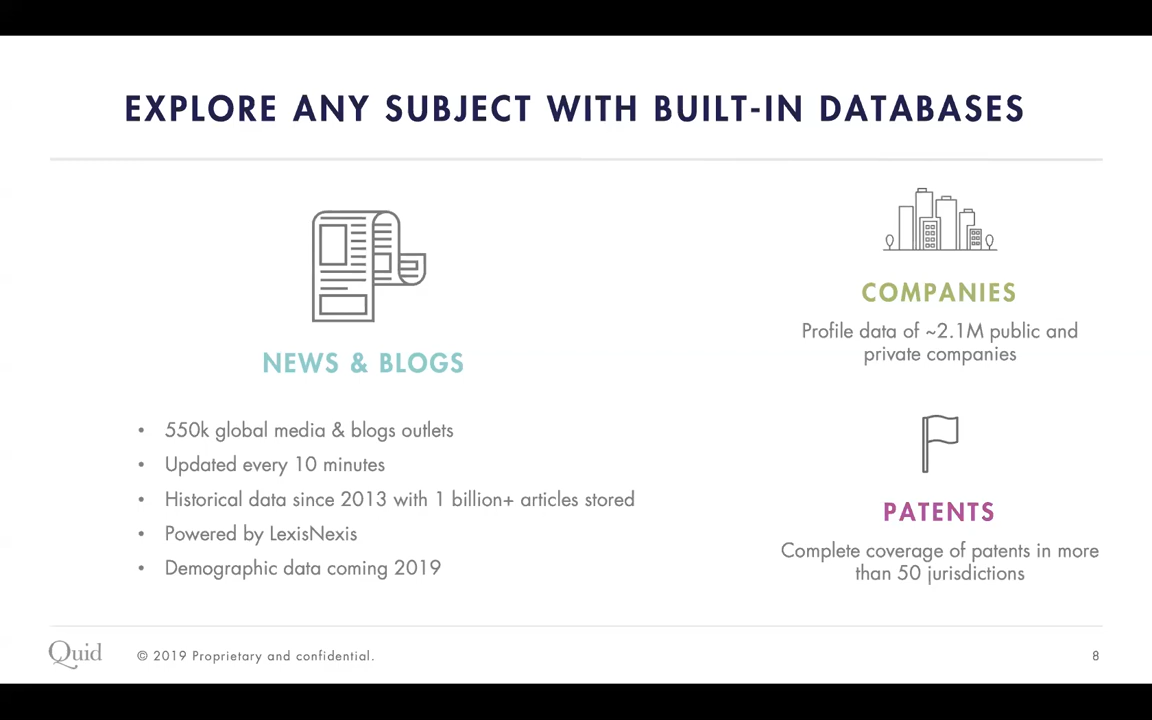 EXPLORE ANY SUBJECT WITH BUILT-IN DATABASES
NEWS & BLOGS
• 550k global media & blogs outlets
• Updated every 10 minutes
• Historical data since 2013 with 1 billion+ articles stored
• Powered by LexisNexis
• Demographic data coming 2019
COMPANIES
Profile data of ~2.1M public and
private companies
PATENTS
Complete coverage of patents in more
than 50 jurisdictions
Quid
© 2019 Proprietary and confidential.
8